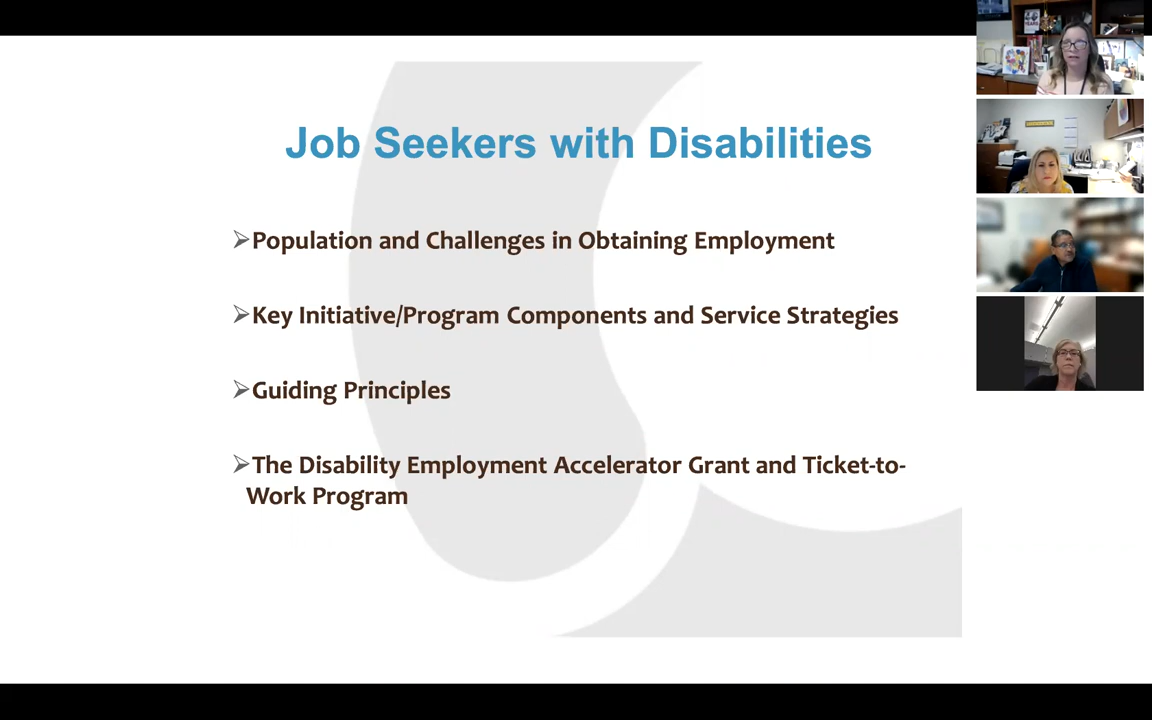 Job Seekers with Disabilities
➢Population and Challenges in Obtaining Employment
➢Key Initiative/Program Components and Service Strategies
➢Guiding Principles
➢The Disability Employment Accelerator Grant and Ticket-to-
Work Program